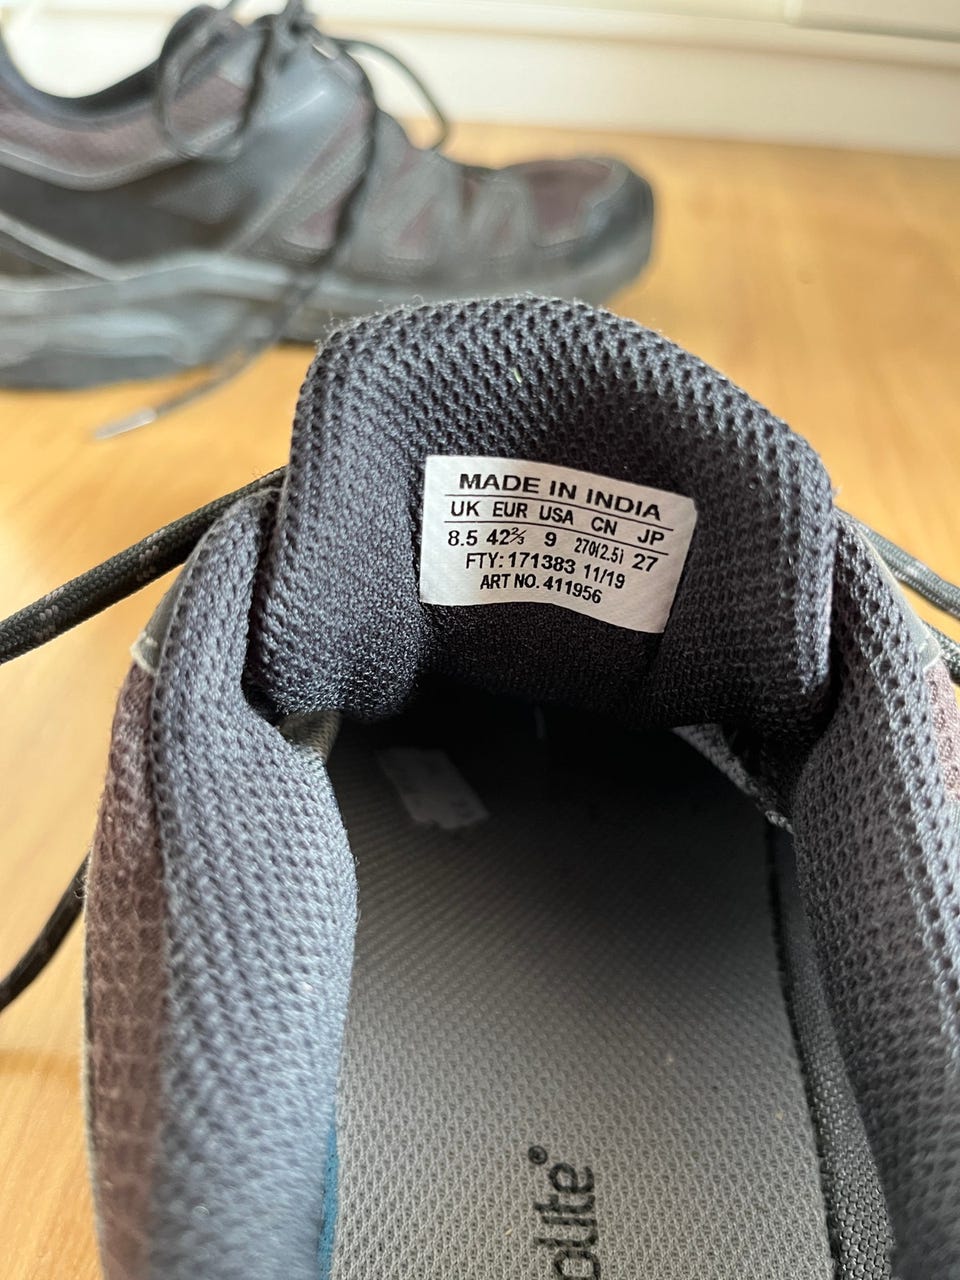 MADE IN INDIA
UK EUR USA CN JP
8.5 42⅔ 9 270(2.5) 27
FTY: 171383 11/19
ART NO. 411956